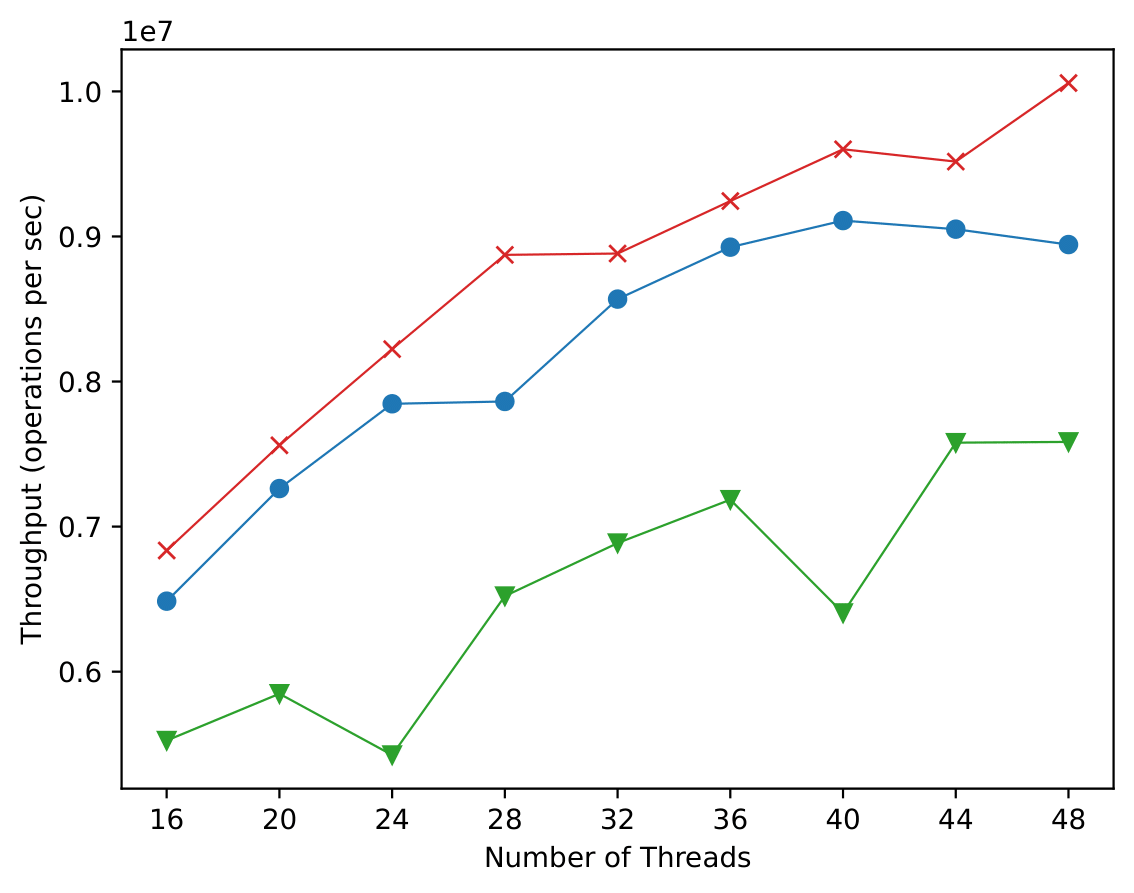 1e7
1.0
0.9
0.8
0.7
0.6
Throughput (operations per sec)
16 20 24 28 32 36 40 44 48
Number of Threads